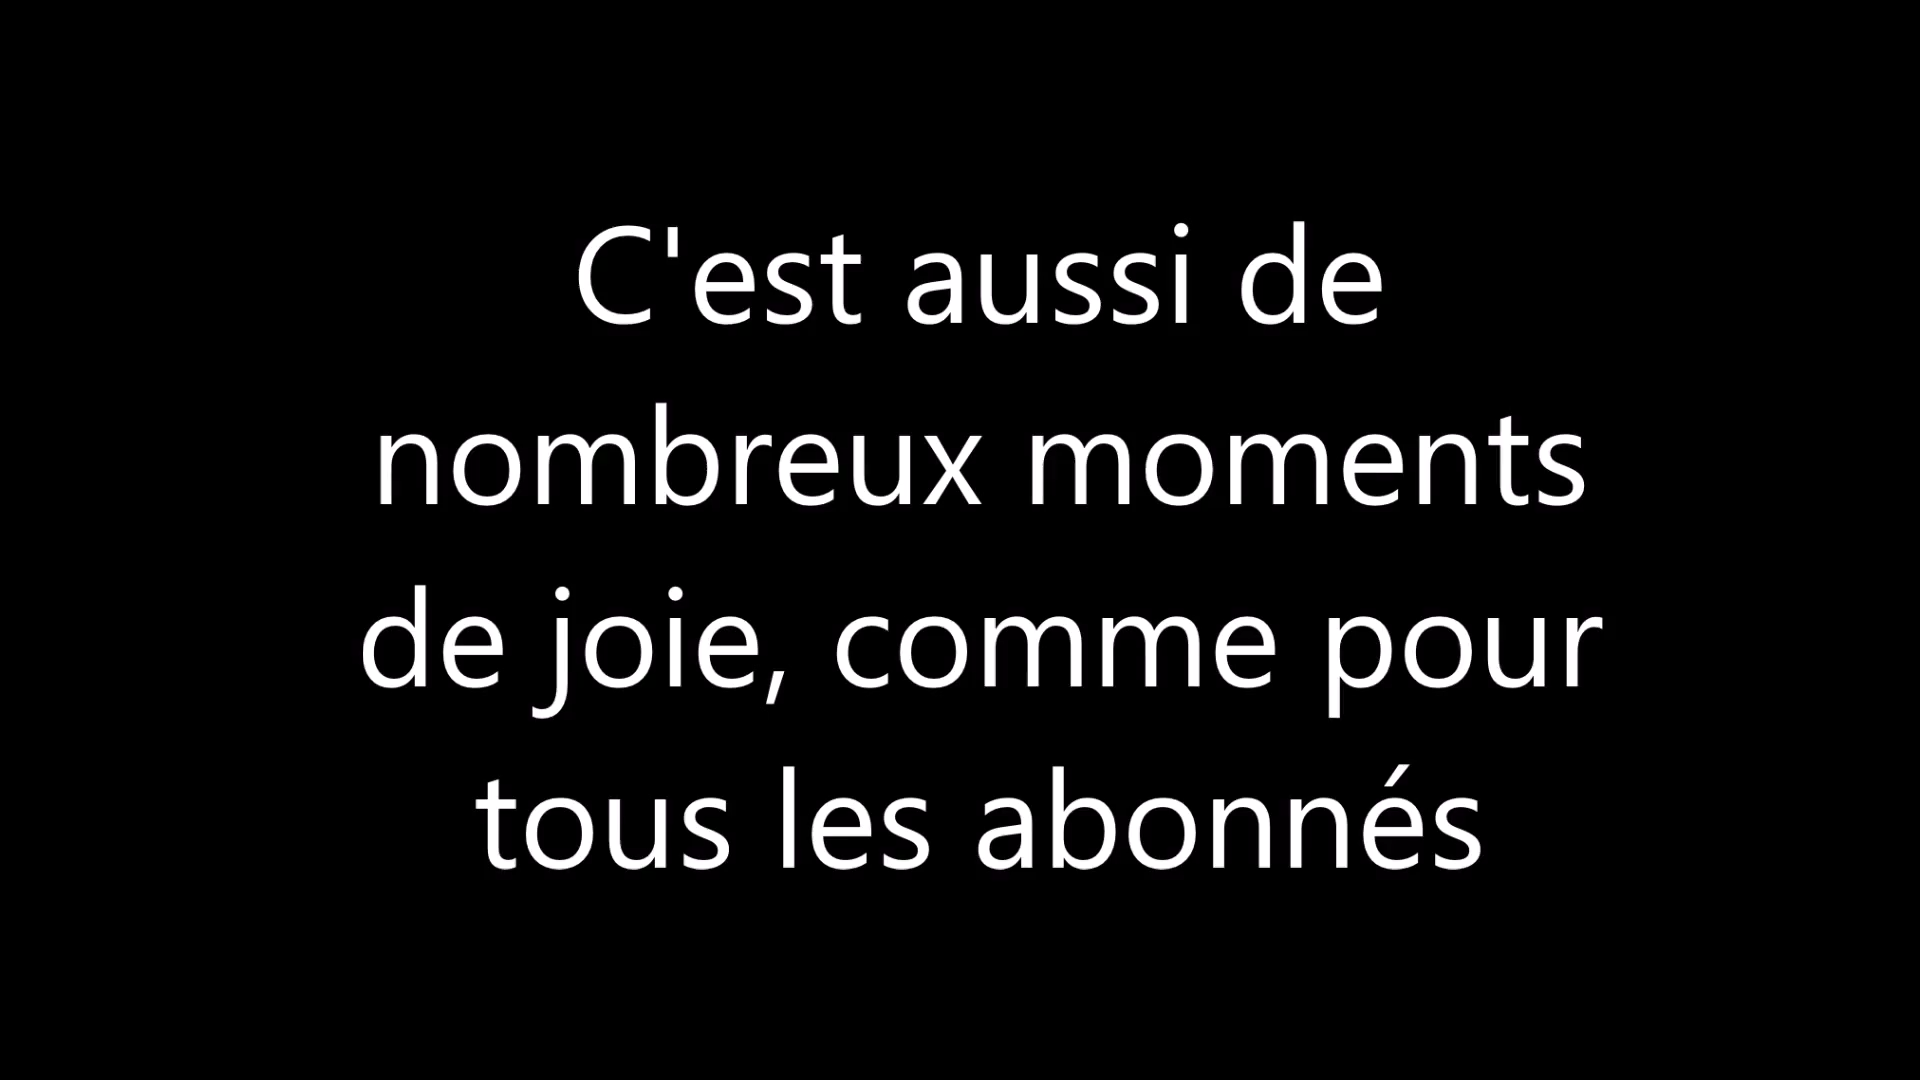 C'est aussi de
nombreux moments
de joie, comme pour
tous les abonnés